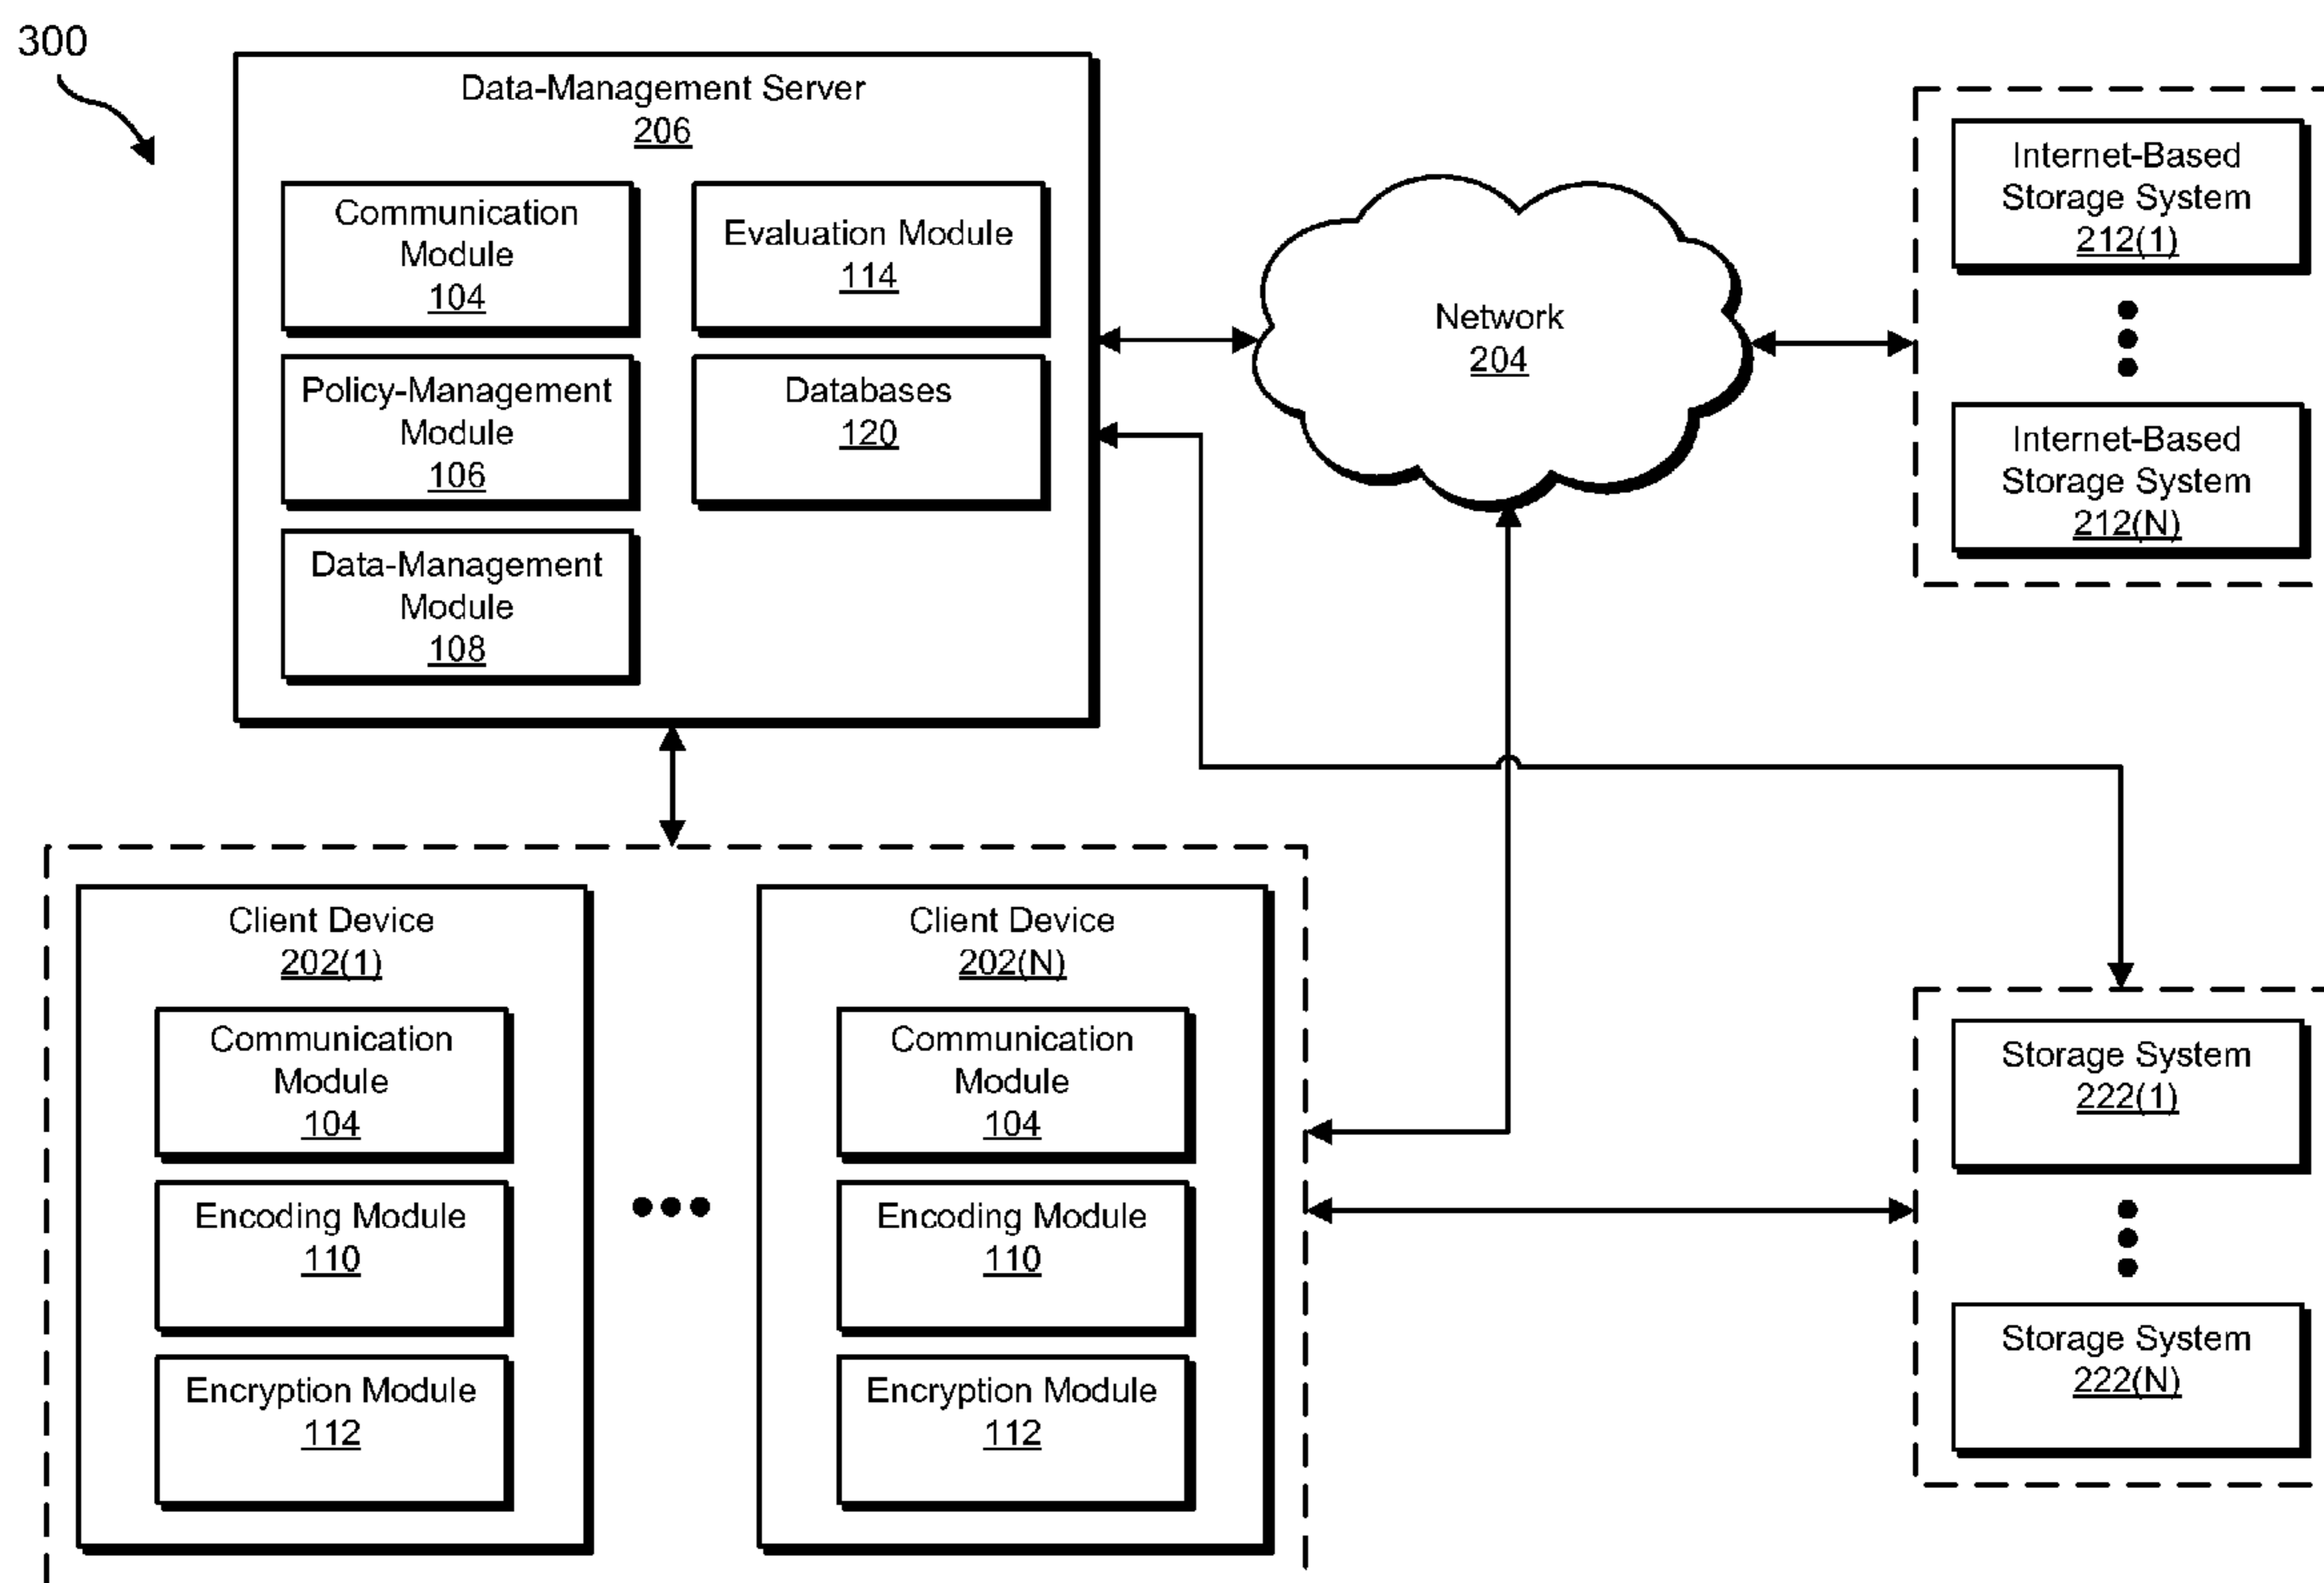 300
Data-Management Server
206
Communication
Module
104
Evaluation Module
114
Policy-Management
Module
106
Databases
120
Data-Management
Module
108
Network
204
Internet-Based
Storage System
212(1)
Internet-Based
Storage System
212(N)
Client Device
202(1)
Communication
Module
104
Encoding Module
110
Encryption Module
112
Client Device
202(N)
Communication
Module
104
Encoding Module
110
Encryption Module
112
Storage System
222(1)
Storage System
222(N)